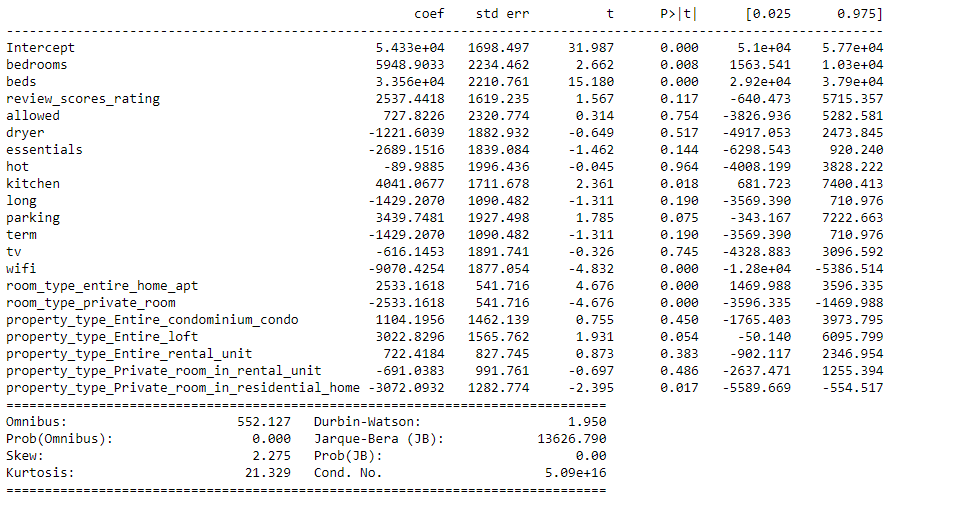 coef std err t P>|t| [0.025 0.975]
------------------------------------------------------------------------------------------------------------------
Intercept 5.433e+04 1698.497 31.987 0.000 5.1e+04 5.77e+04
bedrooms 5948.9033 2234.462 2.662 0.008 1563.541 1.03e+04
beds 3.356e+04 2210.761 15.180 0.000 2.92e+04 3.79e+04
review_scores_rating 2537.4418 1619.235 1.567 0.117 -640.473 5715.357
allowed 727.8226 2320.774 0.314 0.754 -3826.936 5282.581
dryer -1221.6039 1882.932 -0.649 0.517 -4917.053 2473.845
essentials -2689.1516 1839.084 -1.462 0.144 -6298.543 920.240
hot -89.9885 1996.436 -0.045 0.964 -4008.199 3828.222
kitchen 4041.0677 1711.678 2.361 0.018 681.723 7400.413
long -1429.2070 1090.482 -1.311 0.190 -3569.390 710.976
parking 3439.7481 1927.498 1.785 0.075 -343.167 7222.663
term -1429.2070 1090.482 -1.311 0.190 -3569.390 710.976
tv -616.1453 1891.741 -0.326 0.745 -4328.883 3096.592
wifi -9070.4254 1877.054 -4.832 0.000 -1.28e+04 -5386.514
room_type_entire_home_apt 2533.1618 541.716 4.676 0.000 1469.988 3596.335
room_type_private_room -2533.1618 541.716 -4.676 0.000 -3596.335 -1469.988
property_type_Entire_condominium_condo 1104.1956 1462.139 0.755 0.450 -1765.403 3973.795
property_type_Entire_loft 3022.8296 1565.762 1.931 0.054 -50.140 6095.799
property_type_Entire_rental_unit 722.4184 827.745 0.873 0.383 -902.117 2346.954
property_type_Private_room_in_rental_unit -691.0383 991.761 -0.697 0.486 -2637.471 1255.394
property_type_Private_room_in_residential_home -3072.0932 1282.774 -2.395 0.017 -5589.669 -554.517
==============================================================================
Omnibus: 552.127 Durbin-Watson: 1.950
Prob(Omnibus): 0.000 Jarque-Bera (JB): 13626.790
Skew: 2.275 Prob(JB): 0.00
Kurtosis: 21.329 Cond. No. 5.09e+16
==============================================================================